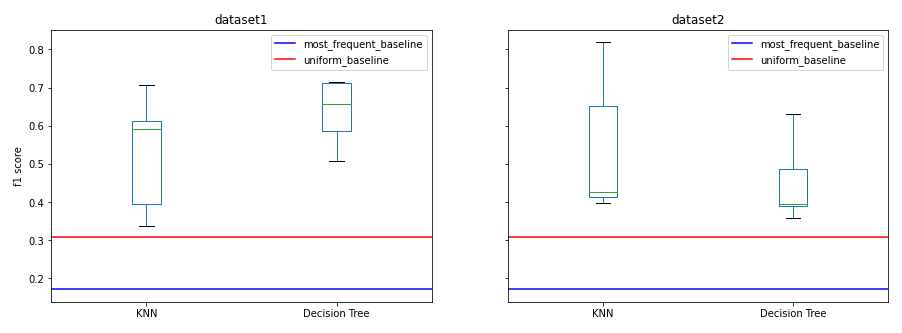 dataset1
dataset2
most_frequent_baseline
uniform_baseline
most_frequent_baseline
uniform_baseline
0.8
0.7
0.6
0.5
0.4
0.3
0.2
f1 score
KNN
Decision Tree
KNN
Decision Tree